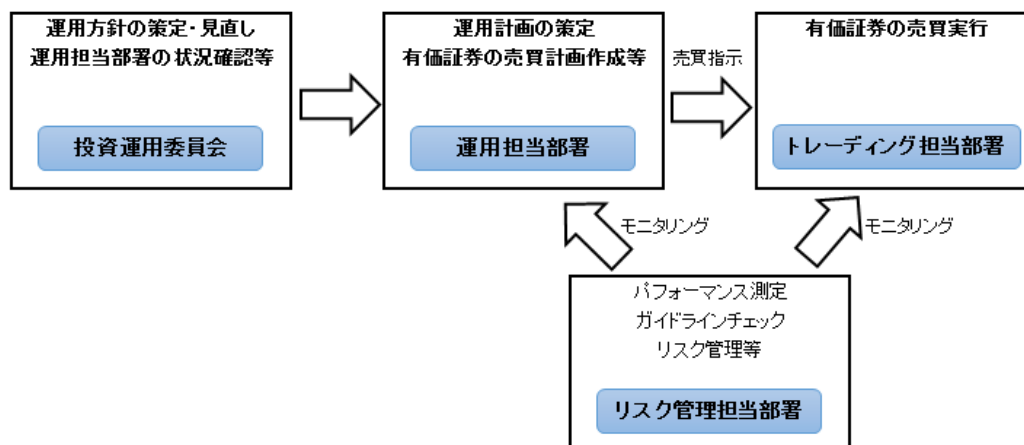 運用方針の策定・見直し
運用担当部署の状況確認等
投資運用委員会
運用計画の策定
有価証券の売買計画作成等
運用担当部署
売買指示
有価証券の売買実行
トレーディング担当部署
モニタリング
モニタリング
パフォーマンス測定
ガイドラインチェック
リスク管理等
リスク管理担当部署